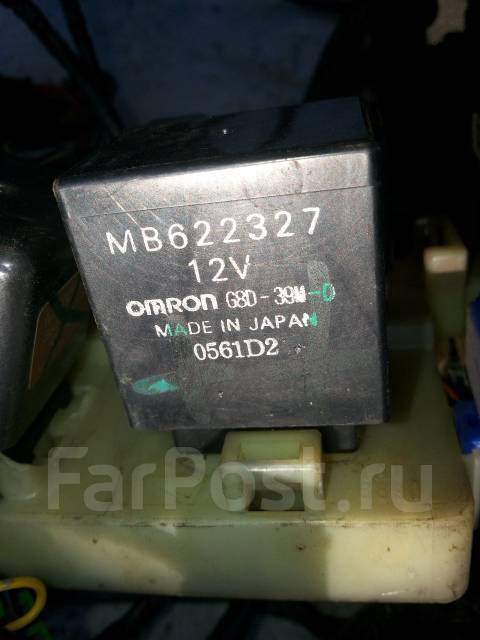 MB622327
12V
omron G8D-39M-D
MADE IN JAPAN
0561D2
FarPost.ru